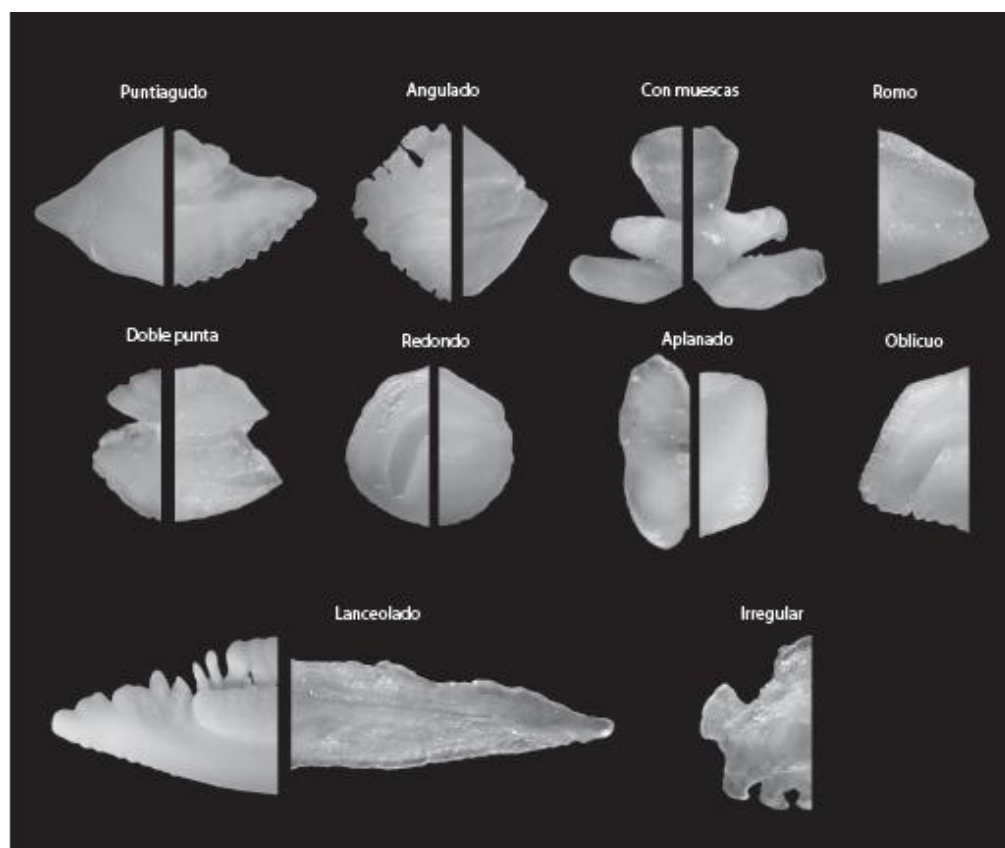 Puntiagudo
Angulado
Con muescas
Romo
Doble punta
Redondo
Aplanado
Oblicuo
Lanceolado
Irregular